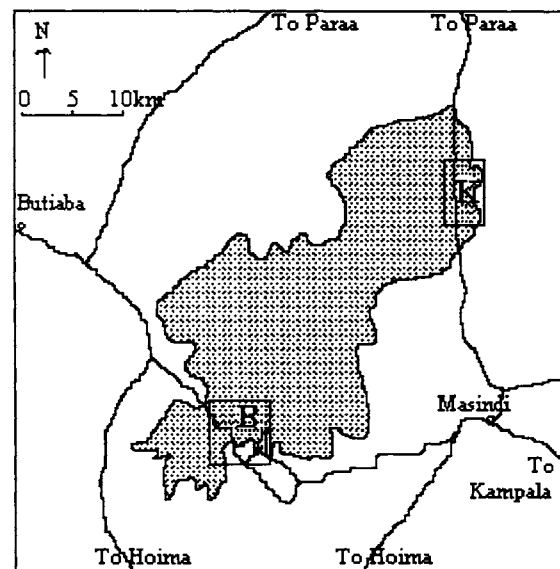 To Paraa
To Paraa
N
0 5 10km
K
Butiaba
B
Masindi
To
Kampala
To Hoima
To Hoima